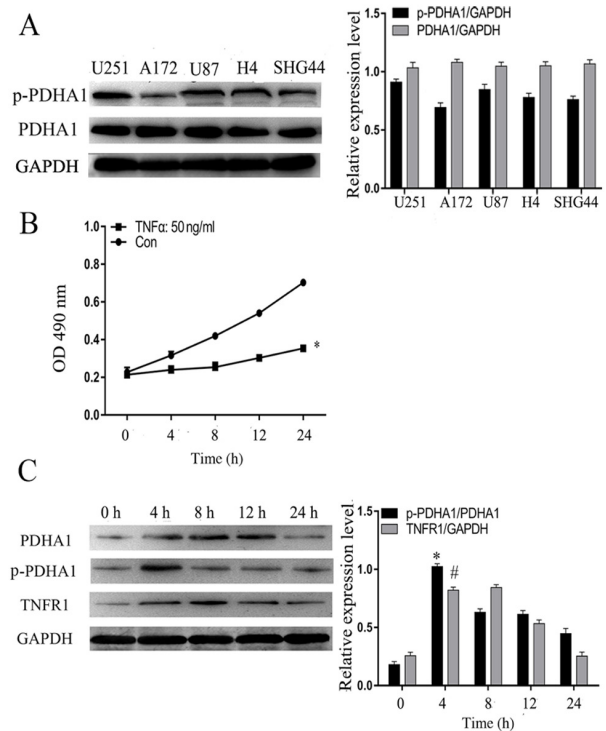 A
U251 A172 U87 H4 SHG44
p-PDHA1
PDHA1
GAPDH
p-PDHA1/GAPDH
PDHA1/GAPDH
Relative expression level
1.5
1.0
0.5
0.0
U251 A172 U87 H4 SHG44
B
TNFα: 50 ng/ml
Con
OD 490 nm
1.0
0.8
0.6
0.4
0.2
0.0
*
0 4 8 12 24
Time (h)
C
0 h 4 h 8 h 12 h 24 h
PDHA1
p-PDHA1
TNFR1
GAPDH
p-PDHA1/PDHA1
TNFR1/GAPDH
Relative expression level
1.5
1.0
0.5
0.0
* #
0 4 8 12 24
Time (h)